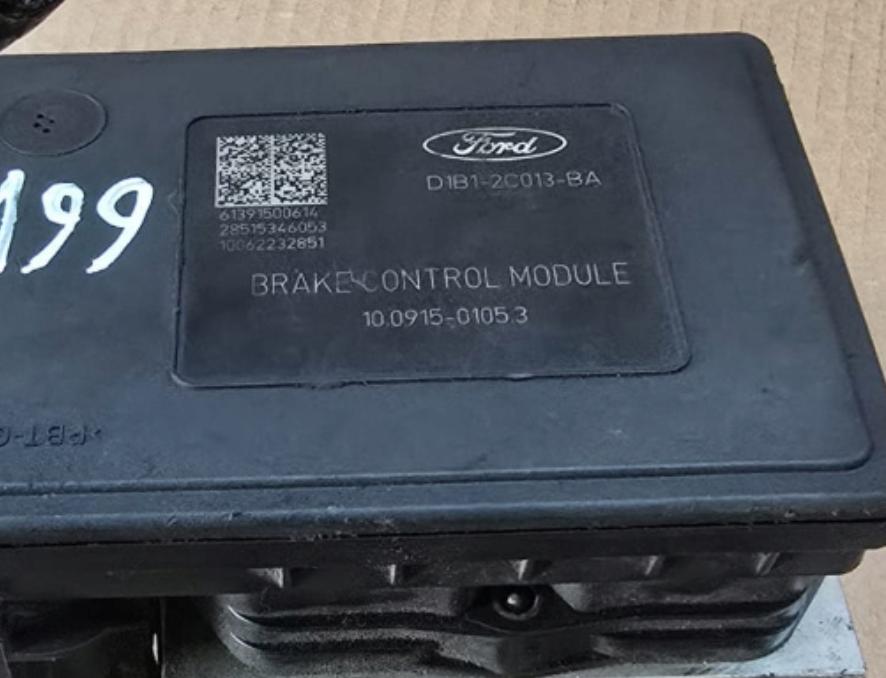 Ford
D1B1-2C013-BA
61391500614
28515346053
10062232851
BRAKE CONTROL MODULE
10.0915-0105.3
199